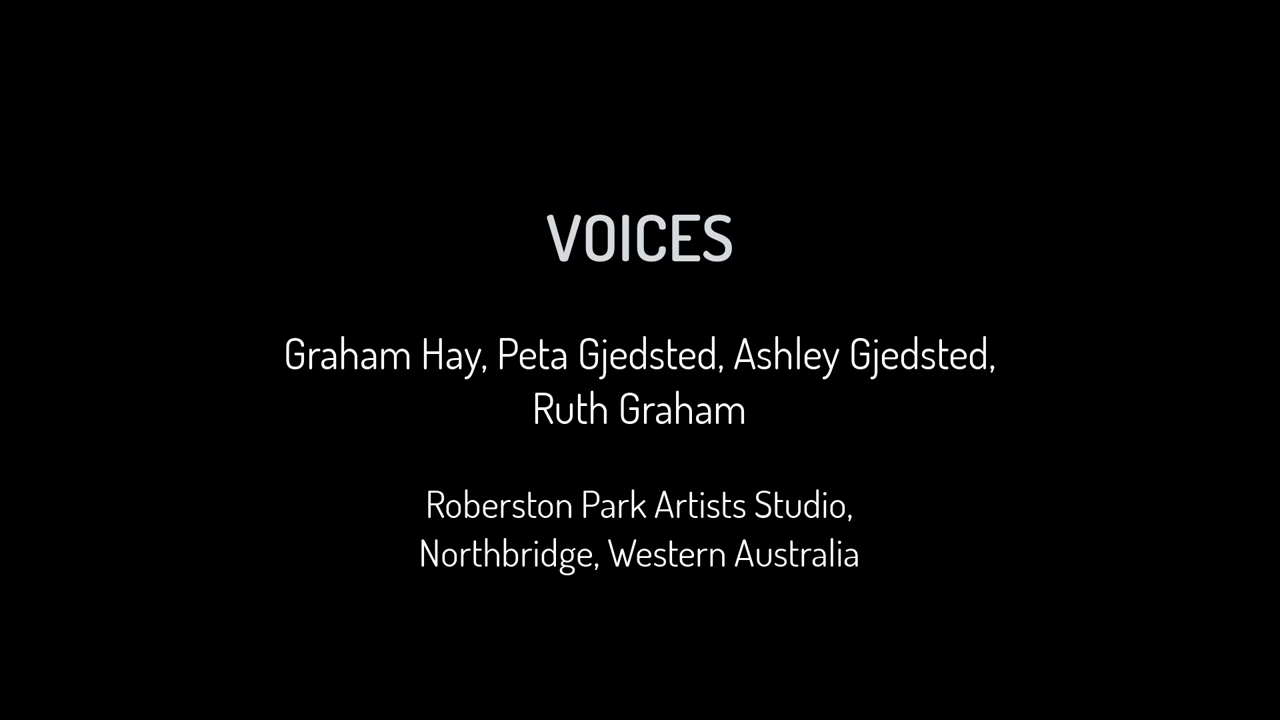 VOICES
Graham Hay, Peta Gjedsted, Ashley Gjedsted,
Ruth Graham
Roberston Park Artists Studio,
Northbridge, Western Australia